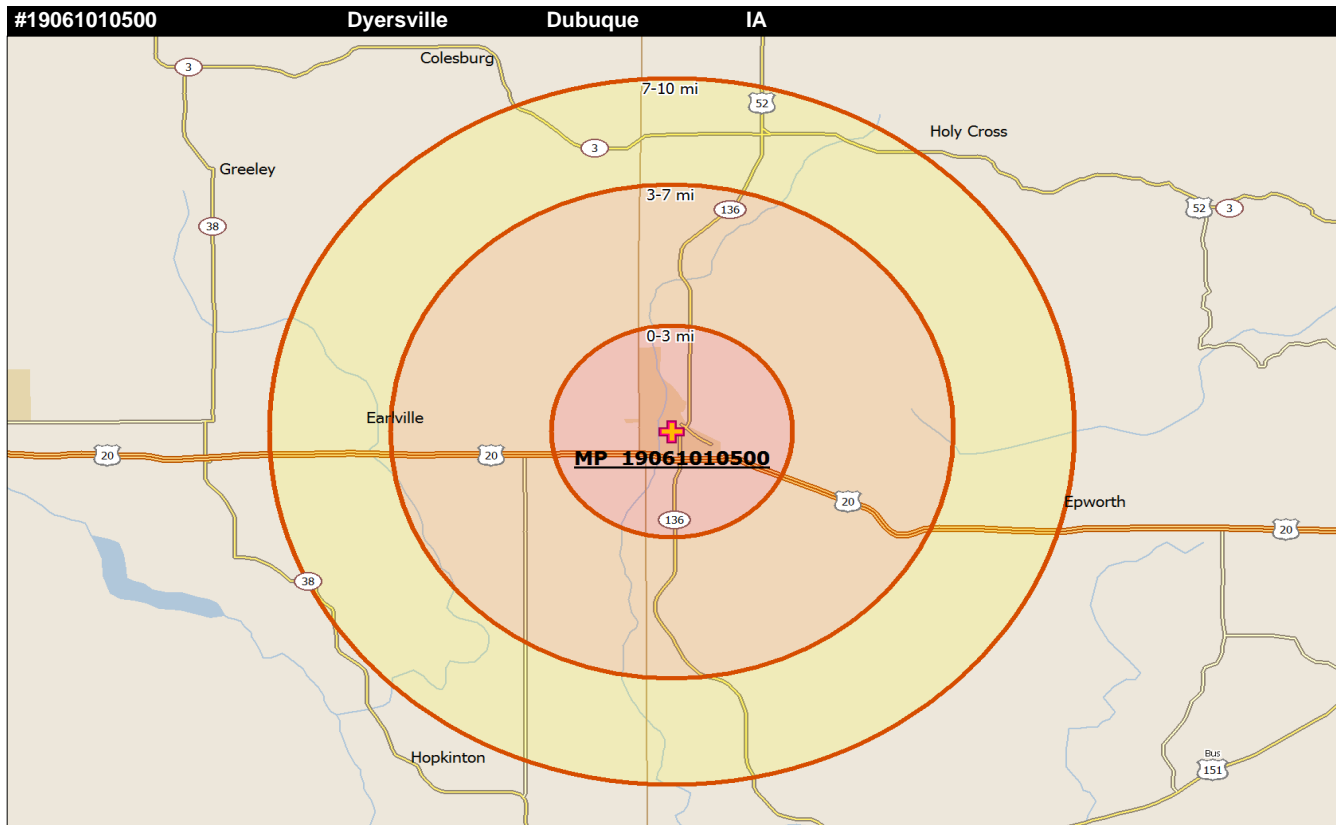 #19061010500 Dyersville Dubuque IA
Colesburg
3
7-10 mi
52
3
Holy Cross
Greeley
3-7 mi
136
52
3
38
0-3 mi
Earlville
20
20
MP 19061010500
20
Epworth
136
20
38
Hopkinton
Bus
151